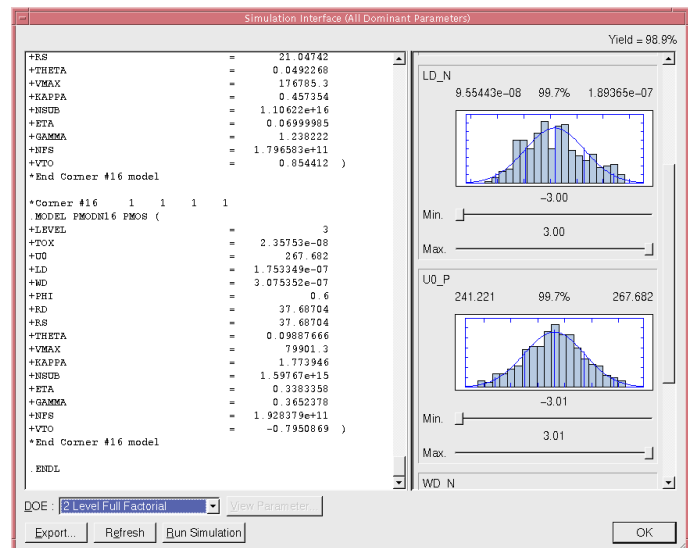 Simulation Interface (All Dominant Parameters)
Yield = 98.9%
+RS = 21.04742
+THETA = 0.0492268
+VMAX = 176785.3
+KAPPA = 0.457354
+NSUB = 1.10622e+16
+ETA = 0.06999985
+GAMMA = 1.238222
+NFS = 1.796583e+11
+VTO = 0.854412 )
*End Corner #16 model
*Corner #16 1 1 1 1
.MODEL PMODN16 PMOS (
+LEVEL = 3
+TOX = 2.35753e-08
+U0 = 267.682
+LD = 1.753349e-07
+WD = 3.075352e-07
+PHI = 0.6
+RD = 37.68704
+RS = 37.68704
+THETA = 0.09887666
+VMAX = 79901.3
+KAPPA = 1.773946
+NSUB = 1.59767e+15
+ETA = 0.3383358
+GAMMA = 0.3652378
+NFS = 1.928379e+11
+VTO = -0.7950869 )
*End Corner #16 model
.ENDL
LD_N
9.55443e-08 99.7% 1.89365e-07
-3.00
Min.
3.00
Max.
U0_P
241.221 99.7% 267.682
-3.01
Min.
3.01
Max.
WD_N
DOE : 2 Level Full Factorial View Parameter...
Export... Refresh Run Simulation OK